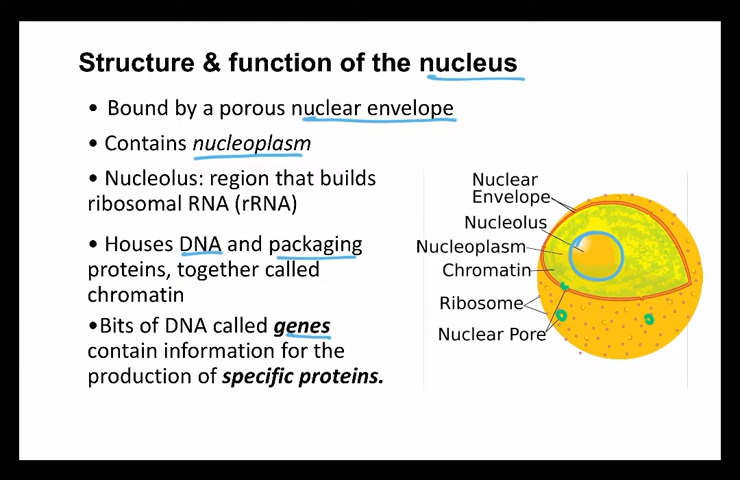 Structure & function of the nucleus
• Bound by a porous nuclear envelope
• Contains nucleoplasm
• Nucleolus: region that builds
ribosomal RNA (rRNA)
• Houses DNA and packaging
proteins, together called
chromatin
•Bits of DNA called genes
contain information for the
production of specific proteins.
Nuclear
Envelope
Nucleolus
Nucleoplasm
Chromatin
Ribosome
Nuclear Pore